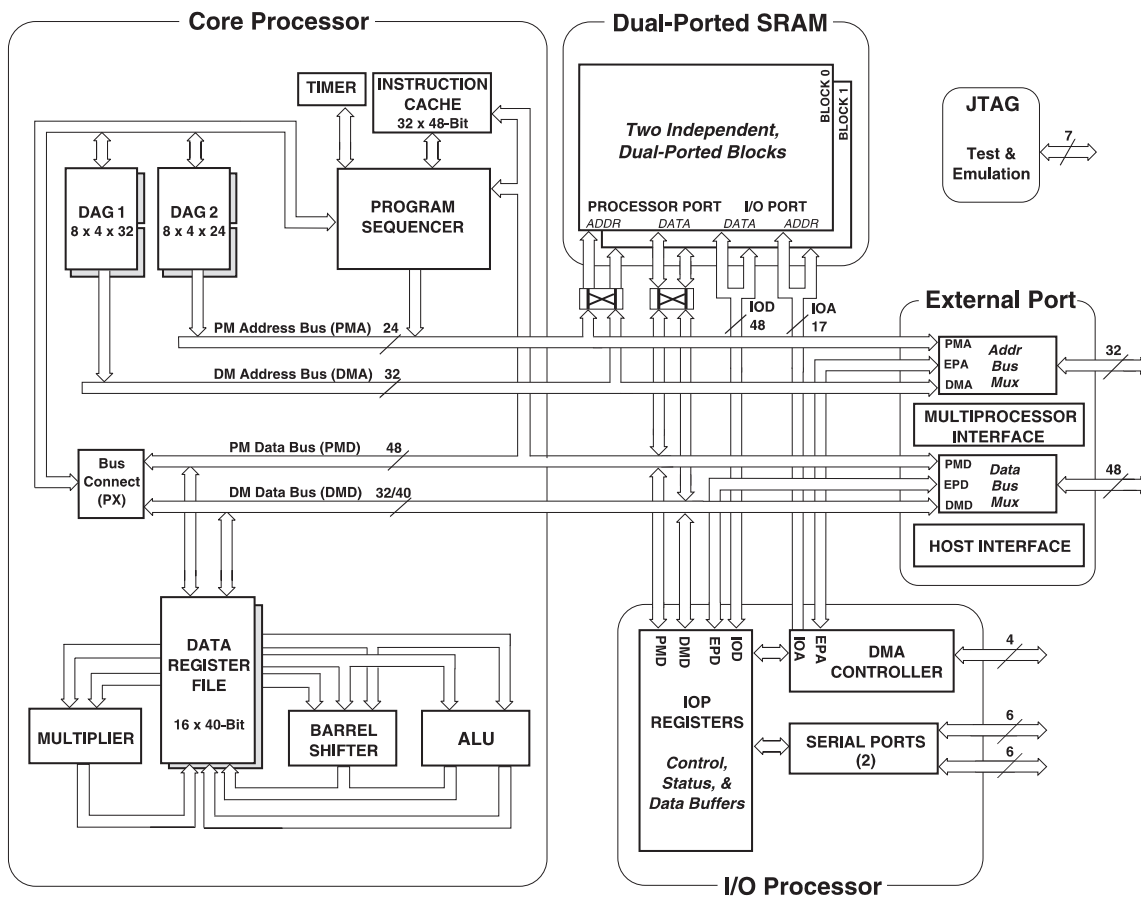 Core Processor
TIMER
INSTRUCTION
CACHE
32 x 48-Bit
DAG 1
8 x 4 x 32
DAG 2
8 x 4 x 24
PROGRAM
SEQUENCER
PM Address Bus (PMA) 24
DM Address Bus (DMA) 32
PM Data Bus (PMD) 48
DM Data Bus (DMD) 32/40
Bus
Connect
(PX)
DATA
REGISTER
FILE
16 x 40-Bit
MULTIPLIER
BARREL
SHIFTER
ALU
Dual-Ported SRAM
Two Independent,
Dual-Ported Blocks
BLOCK 0
BLOCK 1
PROCESSOR PORT I/O PORT
ADDR DATA DATA ADDR
IOD
48
IOA
17
JTAG
Test &
Emulation
7
External Port
PMA
EPA
DMA
Addr
Bus
Mux
32
MULTIPROCESSOR
INTERFACE
PMD
EPD
DMD
Data
Bus
Mux
48
HOST INTERFACE
PMD
DMD
EPD
IOD
IOP
REGISTERS
Control,
Status, &
Data Buffers
IOA
EPA
DMA
CONTROLLER
4
SERIAL PORTS
(2)
6
6
I/O Processor